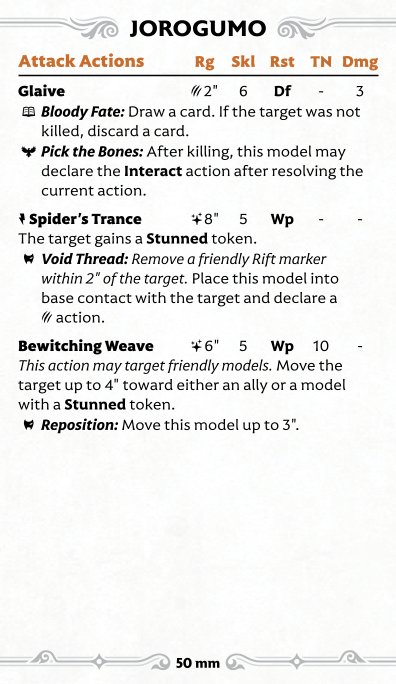 JOROGUMO
Attack Actions Rg Skl Rst TN Dmg
Glaive 2" 6 Df - 3
Bloody Fate: Draw a card. If the target was not
killed, discard a card.
Pick the Bones: After killing, this model may
declare the Interact action after resolving the
current action.
Spider's Trance 8" 5 Wp - -
The target gains a Stunned token.
Void Thread: Remove a friendly Rift marker
within 2" of the target. Place this model into
base contact with the target and declare a
action.
Bewitching Weave 6" 5 Wp 10 -
This action may target friendly models. Move the
target up to 4" toward either an ally or a model
with a Stunned token.
Reposition: Move this model up to 3".
50 mm